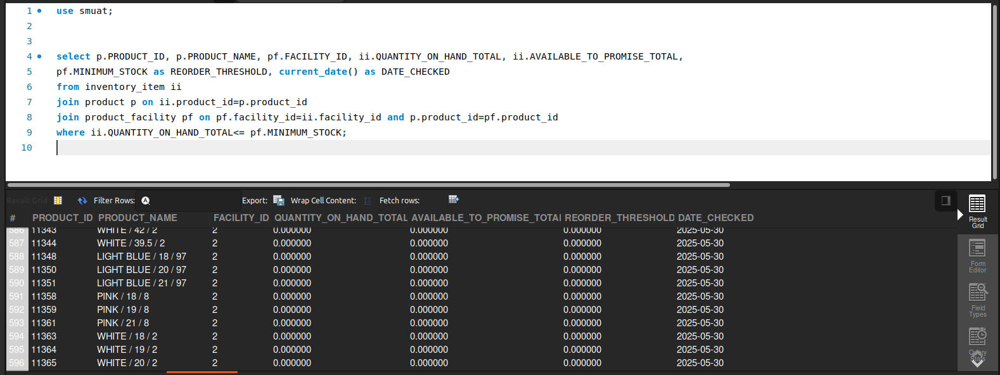 1 use smuat;
2
3
4 select p.PRODUCT_ID, p.PRODUCT_NAME, pf.FACILITY_ID, ii.QUANTITY_ON_HAND_TOTAL, ii.AVAILABLE_TO_PROMISE_TOTAL,
5 pf.MINIMUM_STOCK as REORDER_THRESHOLD, current_date() as DATE_CHECKED
6 from inventory_item ii
7 join product p on ii.product_id=p.product_id
8 join product_facility pf on pf.facility_id=ii.facility_id and p.product_id=pf.product_id
9 where ii.QUANTITY_ON_HAND_TOTAL<= pf.MINIMUM_STOCK;
10
Result Grid Filter Rows: Export: Wrap Cell Content: Fetch rows:
# PRODUCT_ID PRODUCT_NAME FACILITY_ID QUANTITY_ON_HAND_TOTAL AVAILABLE_TO_PROMISE_TOTAL REORDER_THRESHOLD DATE_CHECKED
586 11343 WHITE / 42 / 2 2 0.000000 0.000000 0.000000 2025-05-30
587 11344 WHITE / 39.5 / 2 2 0.000000 0.000000 0.000000 2025-05-30
588 11348 LIGHT BLUE / 18 / 97 2 0.000000 0.000000 0.000000 2025-05-30
589 11350 LIGHT BLUE / 20 / 97 2 0.000000 0.000000 0.000000 2025-05-30
590 11351 LIGHT BLUE / 21 / 97 2 0.000000 0.000000 0.000000 2025-05-30
591 11358 PINK / 18 / 8 2 0.000000 0.000000 0.000000 2025-05-30
592 11359 PINK / 19 / 8 2 0.000000 0.000000 0.000000 2025-05-30
593 11361 PINK / 21 / 8 2 0.000000 0.000000 0.000000 2025-05-30
594 11363 WHITE / 18 / 2 2 0.000000 0.000000 0.000000 2025-05-30
595 11364 WHITE / 19 / 2 2 0.000000 0.000000 0.000000 2025-05-30
596 11365 WHITE / 20 / 2 2 0.000000 0.000000 0.000000 2025-05-30
Result
Grid
Form
Editor
Field
Types
Query
Stats